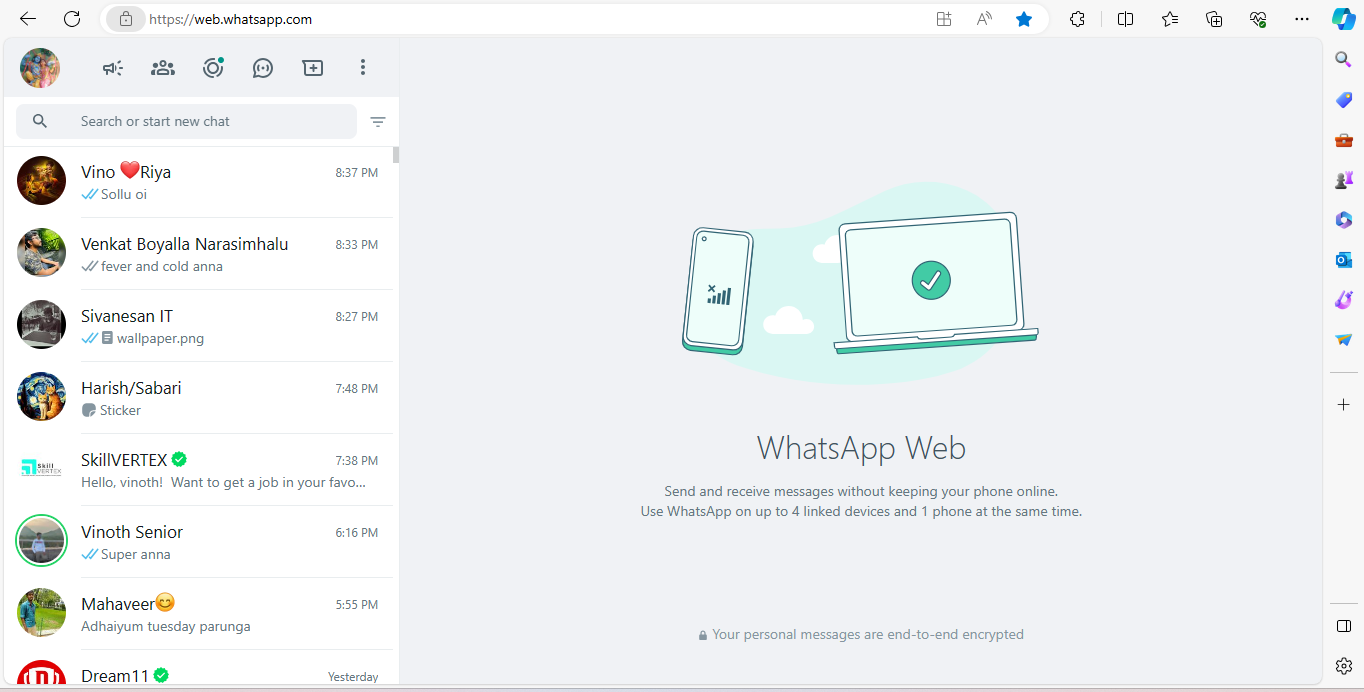 https://web.whatsapp.com
Search or start new chat
Vino ❤️Riya 8:37 PM
Sollu oi
Venkat Boyalla Narasimhalu 8:33 PM
fever and cold anna
Sivanesan IT 8:27 PM
wallpaper.png
Harish/Sabari 7:48 PM
Sticker
SkillVERTEX 7:38 PM
Skill
VERTEX
Hello, vinoth! Want to get a job in your favo...
Vinoth Senior 6:16 PM
Super anna
Mahaveer😊 5:55 PM
Adhaiyum tuesday parunga
Dream11 Yesterday
WhatsApp Web
Send and receive messages without keeping your phone online.
Use WhatsApp on up to 4 linked devices and 1 phone at the same time.
Your personal messages are end-to-end encrypted